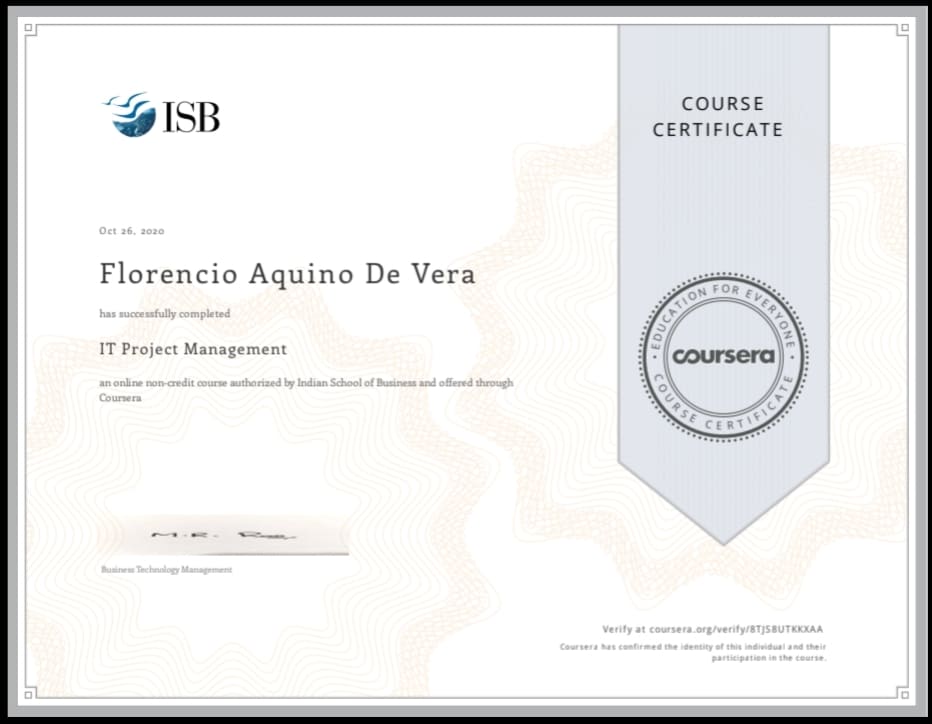 ISB
COURSE
CERTIFICATE
Oct 26, 2020
Florencio Aquino De Vera
has successfully completed
IT Project Management
an online non-credit course authorized by Indian School of Business and offered through
Coursera
EDUCATION FOR EVERYONE
coursera
COURSE CERTIFICATE
M.R.
Business Technology Management
Verify at coursera.org/verify/8TJSBUTKKXAA
Coursera has confirmed the identity of this individual and their
participation in the course.